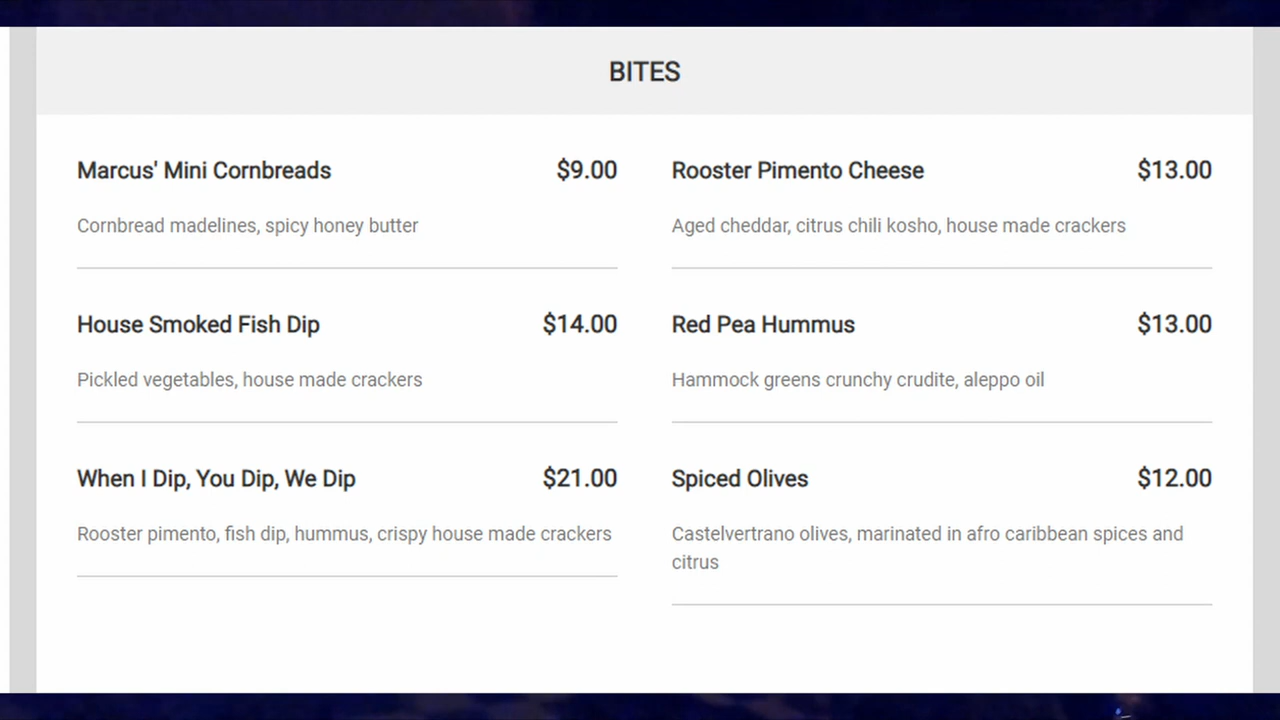 BITES
Marcus' Mini Cornbreads $9.00
Cornbread madelines, spicy honey butter
Rooster Pimento Cheese $13.00
Aged cheddar, citrus chili kosho, house made crackers
House Smoked Fish Dip $14.00
Pickled vegetables, house made crackers
Red Pea Hummus $13.00
Hammock greens crunchy crudite, aleppo oil
When I Dip, You Dip, We Dip $21.00
Rooster pimento, fish dip, hummus, crispy house made crackers
Spiced Olives $12.00
Castelvertrano olives, marinated in afro caribbean spices and
citrus